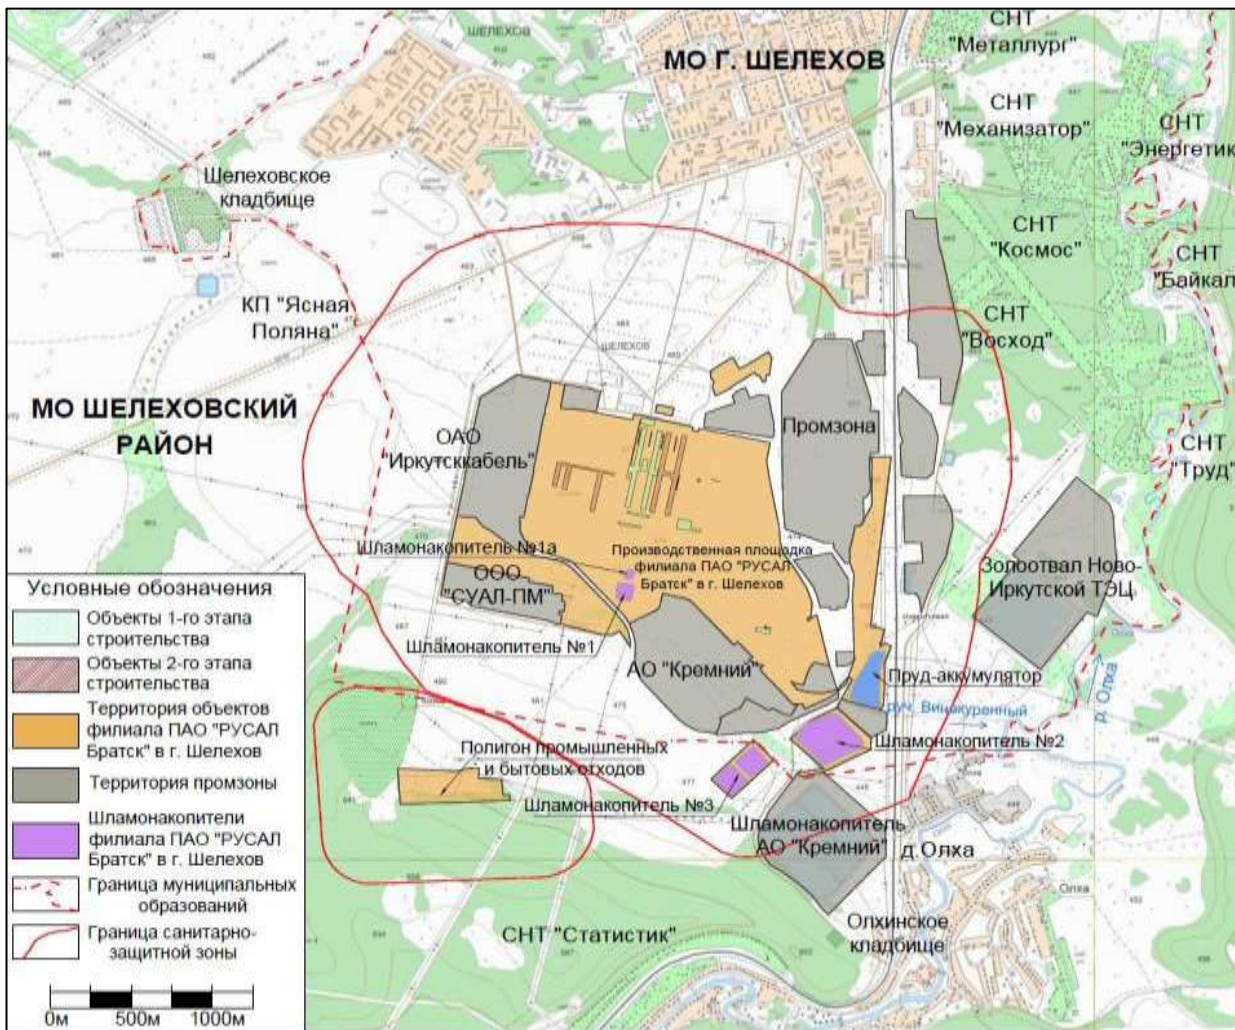 ШЕЛЕХОВ
МО Г. ШЕЛЕХОВ
СНТ
"Металлург"
СНТ
"Механизатор"
СНТ
"Энергетик
Шелеховское
кладбище
СНТ
"Космос"
СНТ
"Байкал
КП "Ясная
Поляна"
СНТ
"Восход"
ШЕЛЕХОВ
МО ШЕЛЕХОВСКИЙ
РАЙОН
ОАО
"Иркутсккабель"
Промзона
СНТ
"Труд"
Шламонакопитель №1а
Производственная площадка
филиала ПАО "РУСАЛ
Братск" в г. Шелехов
ООО
"СУАЛ-ПМ"
Золоотвал Ново-
Иркутской ТЭЦ
Шламонакопитель №1
АО "Кремний"
Пруд-аккумулятор
руч. Винокуренный
р. Олха
Шламонакопитель №2
Полигон промышленных
и бытовых отходов
Шламонакопитель №3
Шламонакопитель
АО "Кремний"
д.Олха
Олха
Олхинское
кладбище
СНТ "Статистик"
Условные обозначения
Объекты 1-го этапа
строительства
Объекты 2-го этапа
строительства
Территория объектов
филиала ПАО "РУСАЛ
Братск" в г. Шелехов
Территория промзоны
Шламонакопители
филиала ПАО "РУСАЛ
Братск" в г. Шелехов
Граница муниципальных
образований
Граница санитарно-
защитной зоны
0м 500м 1000м